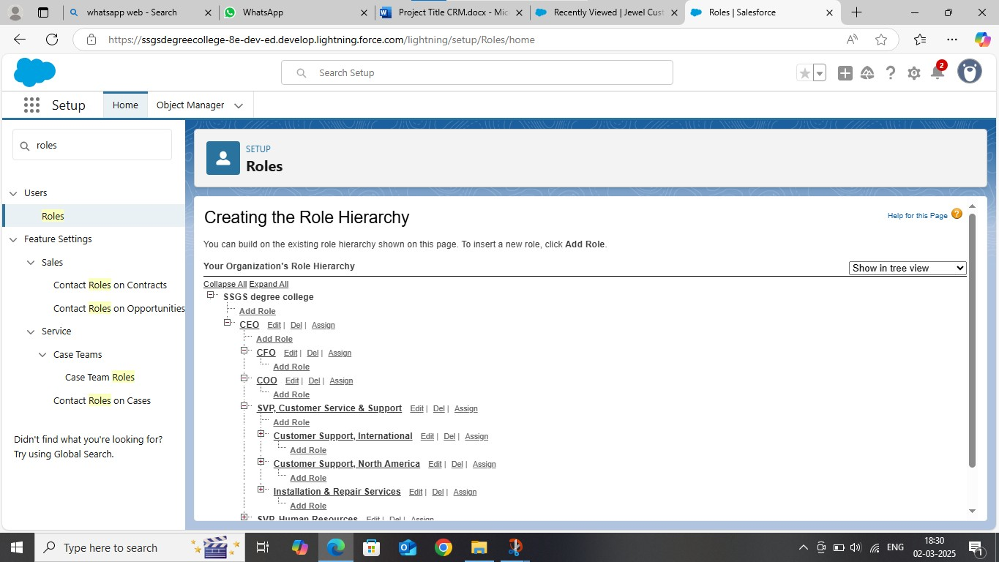 whatsapp web - Search
WhatsApp
Project Title CRM.docx - Mic
Recently Viewed | Jewel Cust
Roles | Salesforce
https://ssgsdegreecollege-8e-dev-ed.develop.lightning.force.com/lightning/setup/Roles/home
Search Setup
2
Setup
Home
Object Manager
roles
SETUP
Roles
Users
Roles
Feature Settings
Sales
Contact Roles on Contracts
Contact Roles on Opportunities
Service
Case Teams
Case Team Roles
Contact Roles on Cases
Didn't find what you're looking for?
Try using Global Search.
Creating the Role Hierarchy
Help for this Page ?
You can build on the existing role hierarchy shown on this page. To insert a new role, click Add Role.
Your Organization's Role Hierarchy
Show in tree view
Collapse All Expand All
SSGS degree college
Add Role
CEO Edit | Del | Assign
Add Role
CFO Edit | Del | Assign
Add Role
COO Edit | Del | Assign
Add Role
SVP, Customer Service & Support Edit | Del | Assign
Add Role
Customer Support, International Edit | Del | Assign
Add Role
Customer Support, North America Edit | Del | Assign
Add Role
Installation & Repair Services Edit | Del | Assign
Add Role
SVP, Human Resources Edit | Del | Assign
Type here to search
ENG
18:30
02-03-2025
1